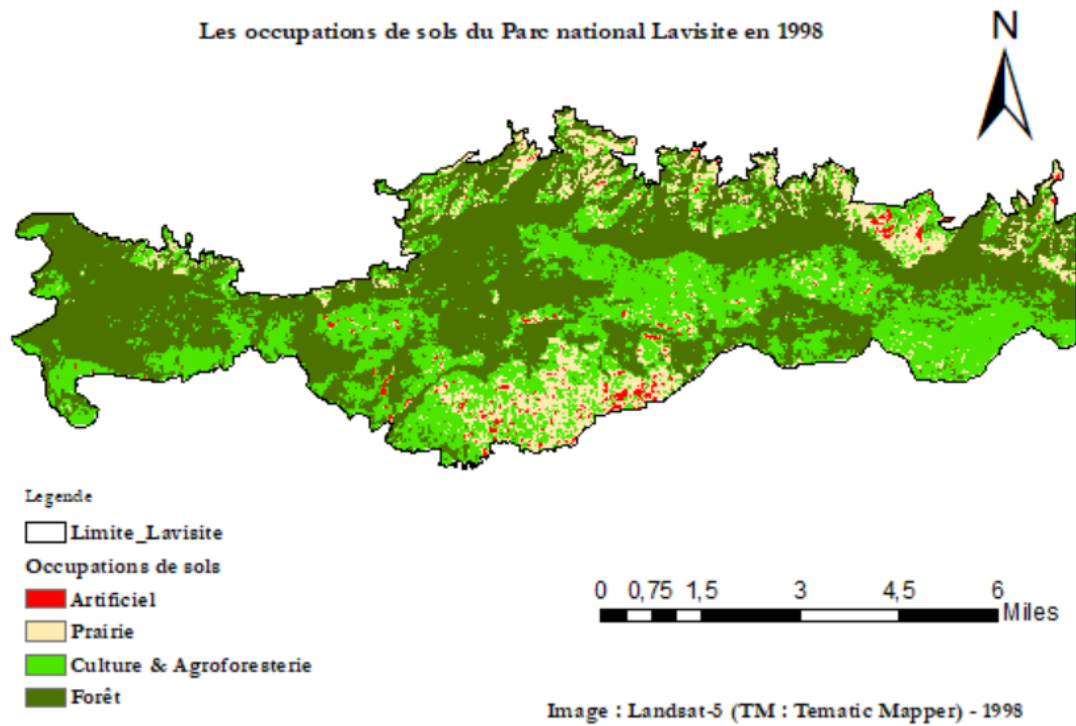 Les occupations de sols du Parc national Lavisite en 1998
N
Legende
Limite_Lavisite
Occupations de sols
Artificiel
Prairie
Culture & Agroforesterie
Forêt
0 0,75 1,5 3 4,5 6
Miles
Image : Landsat-5 (TM : Tematic Mapper) - 1998